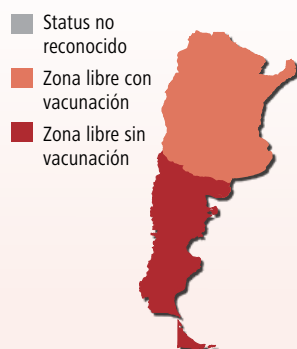 Status no
reconocido
Zona libre con
vacunación
Zona libre sin
vacunación